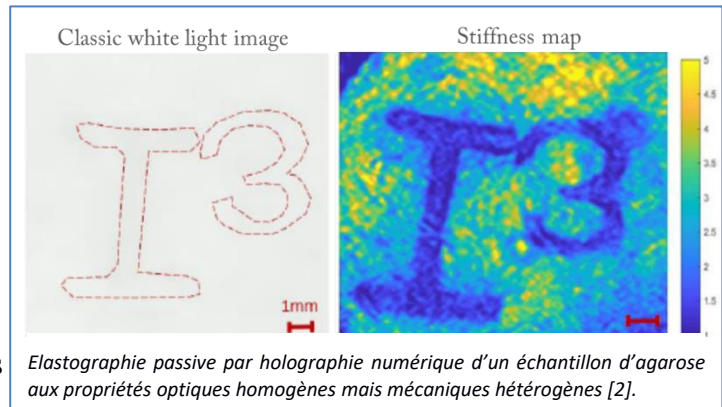 Classic white light image
Stiffness map
I3
1mm
5
4.5
4
3.5
3
2.5
2
1
Elastographie passive par holographie numérique d'un échantillon d'agarose
aux propriétés optiques homogènes mais mécaniques hétérogènes [2].